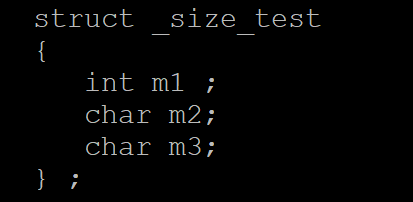 struct _size_test
{
int m1 ;
char m2;
char m3;
} ;